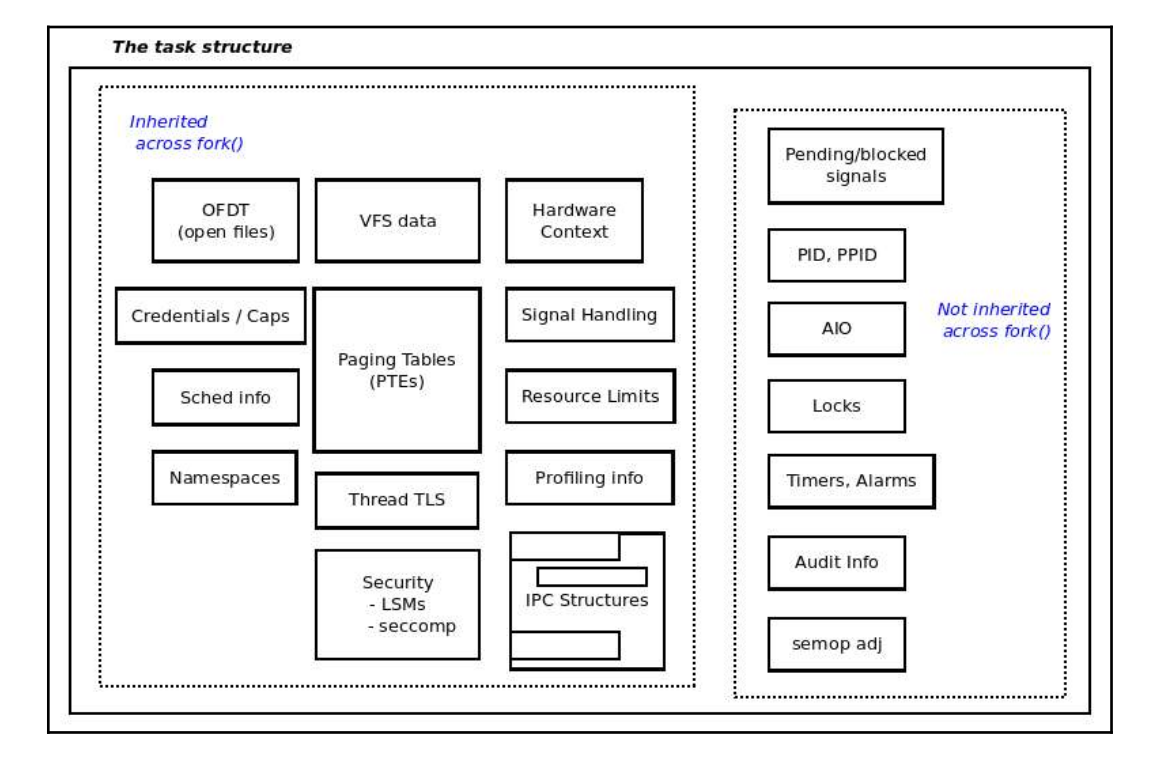 The task structure
Inherited
across fork()
OFDT
(open files)
VFS data
Hardware
Context
Credentials / Caps
Paging Tables
(PTEs)
Signal Handling
Sched info
Resource Limits
Namespaces
Thread TLS
Profiling info
Security
- LSMs
- seccomp
IPC Structures
Pending/blocked
signals
PID, PPID
AIO
Not inherited
across fork()
Locks
Timers, Alarms
Audit Info
semop adj